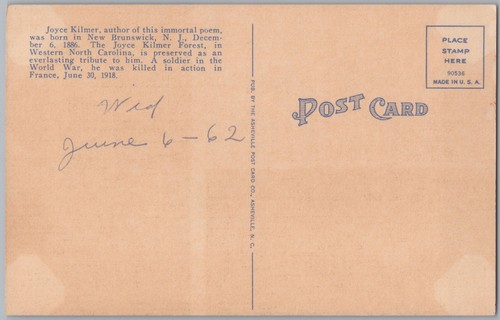 Joyce Kilmer, author of this immortal poem,
was born in New Brunswick, N. J., Decem-
ber 6, 1886. The Joyce Kilmer Forest, in
Western North Carolina, is preserved as an
everlasting tribute to him. A soldier in the
World War, he was killed in action in
France, June 30, 1918.
Wed
June 6-62
PUB. BY THE ASHEVILLE POST CARD CO., ASHEVILLE, N. C.
POST CARD
PLACE
STAMP
HERE
90536
MADE IN U. S. A.